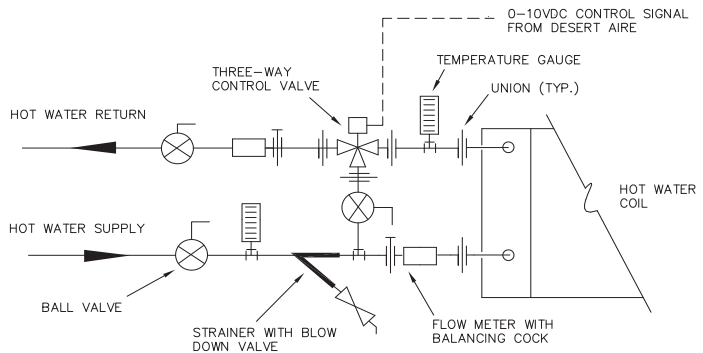 0-10VDC CONTROL SIGNAL
FROM DESERT AIRE
TEMPERATURE GAUGE
THREE-WAY
CONTROL VALVE
UNION (TYP.)
HOT WATER RETURN
HOT WATER
COIL
HOT WATER SUPPLY
BALL VALVE
STRAINER WITH BLOW
DOWN VALVE
FLOW METER WITH
BALANCING COCK